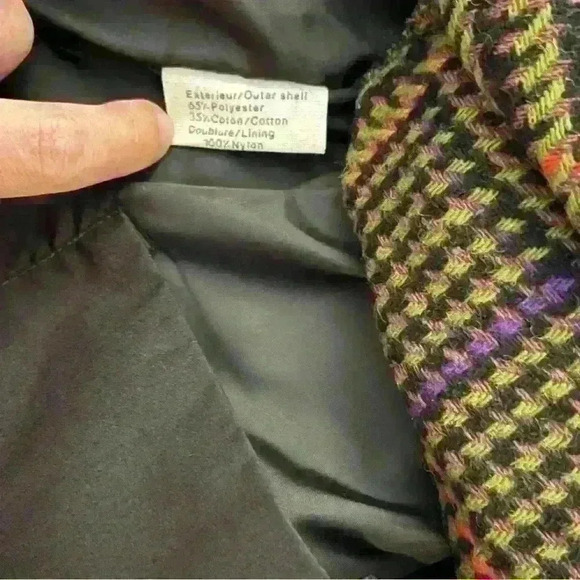 Extérieur/Outer shell
65% Polyester
35% Coton/Cotton
Doublure/Lining
100% Nylon